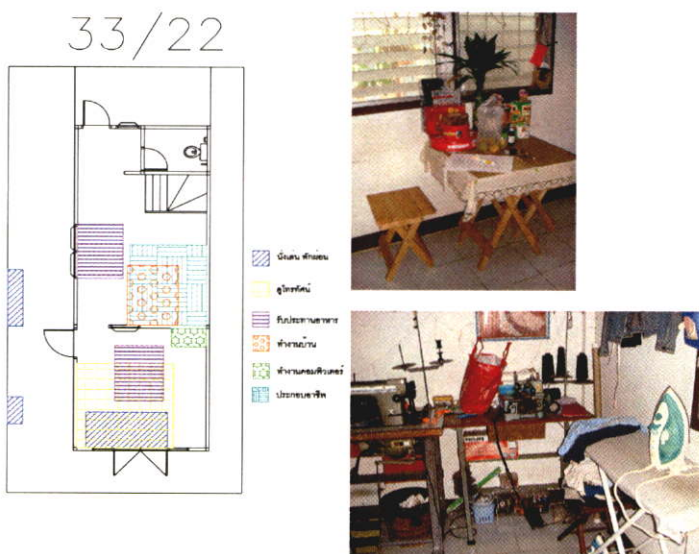 33/22
นั่งเล่น พักผ่อน
ดูโทรทัศน์
รับประทานอาหาร
ทำงานบ้าน
ทำงานคอมพิวเตอร์
ประกอบอาชีพ